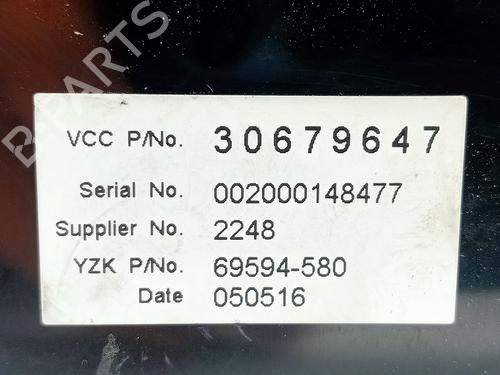 PARTS
VCC P/No. 30679647
Serial No. 002000148477
Supplier No. 2248
YZK P/No. 69594-580
Date 050516